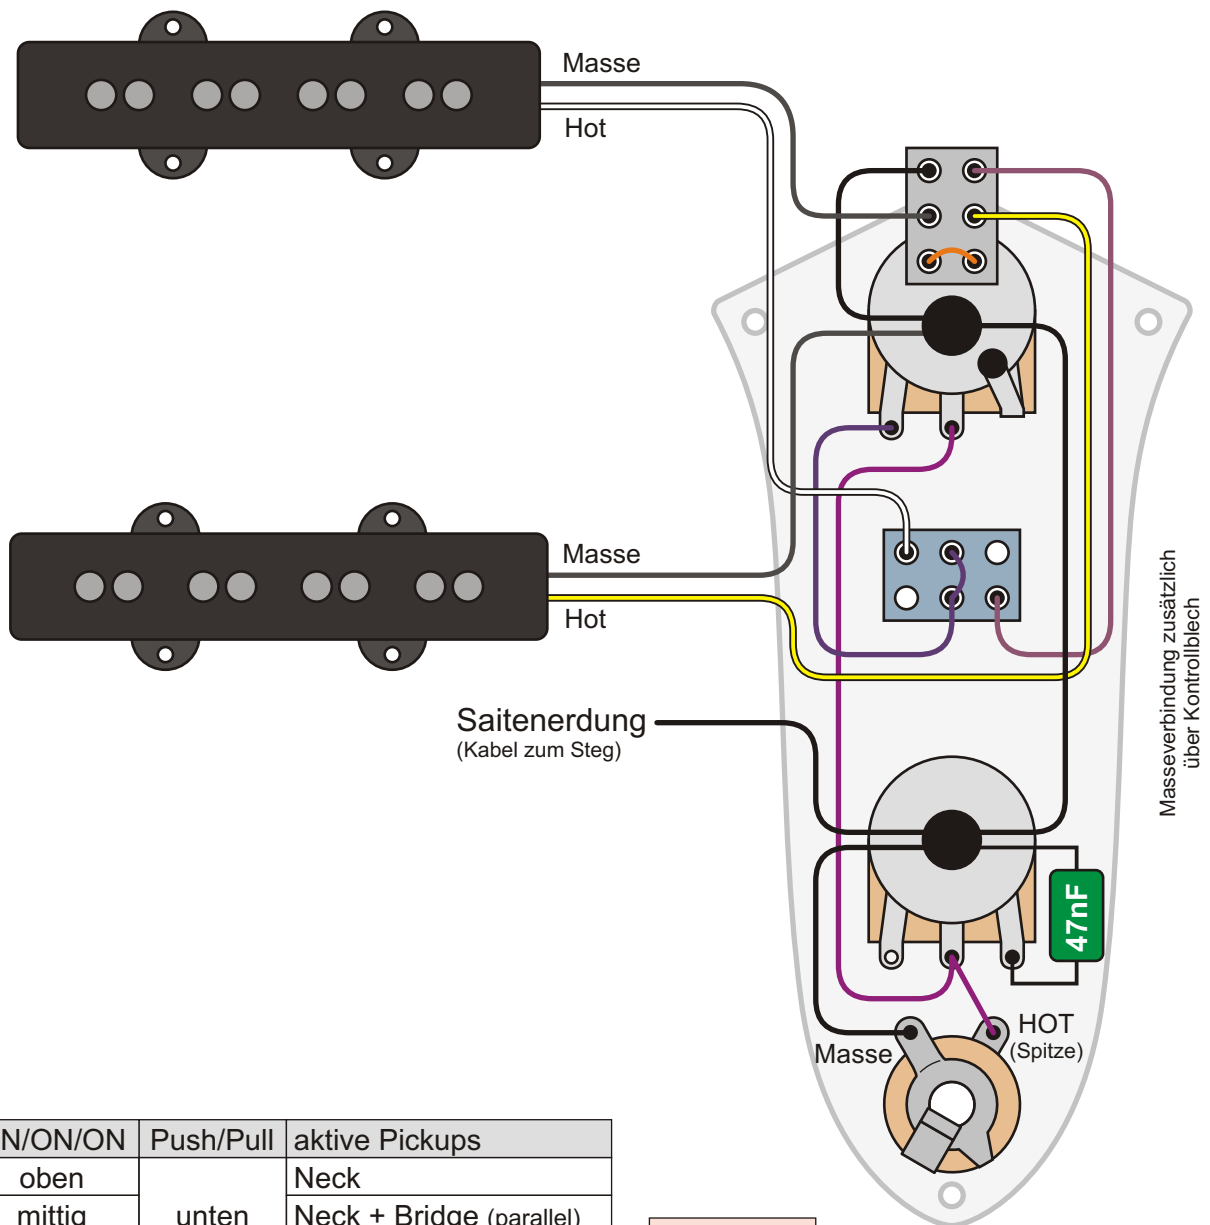 Masse
Hot
Masse
Hot
Saitenerdung
(Kabel zum Steg)
Masseverbindung zusätzlich
über Kontrollblech
47nF
HOT
(Spitze)
Masse
N/ON/ON Push/Pull aktive Pickups
oben Neck
mittig unten Neck + Bridge (parallel)